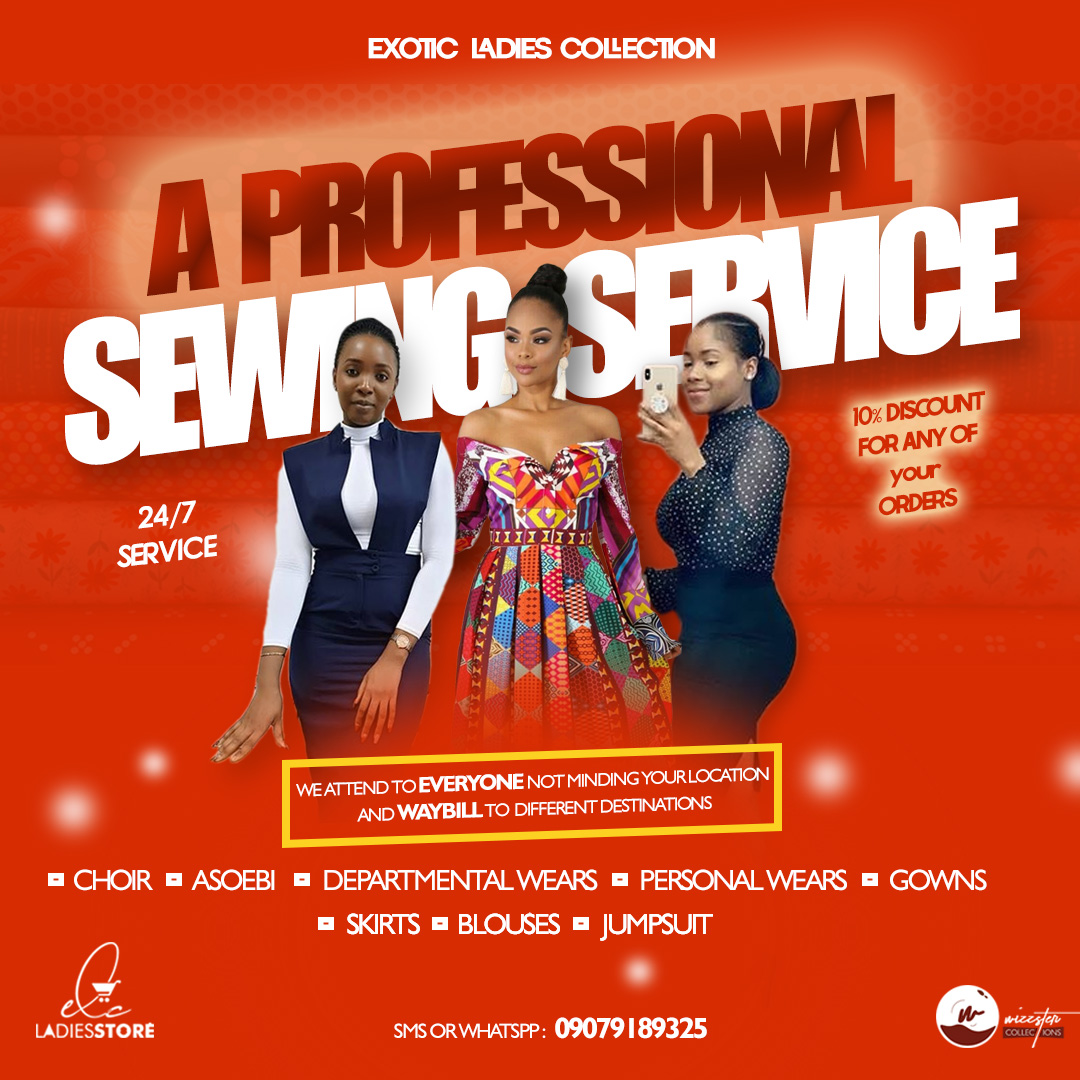 EXOTIC LADIES COLLECTION
A PROFESSIONAL
SEWING SERVICE
10% DISCOUNT
FOR ANY OF
your
ORDERS
24/7
SERVICE
WE ATTEND TO EVERYONE NOT MINDING YOUR LOCATION
AND WAYBILL TO DIFFERENT DESTINATIONS
CHOIR ASOEBI DEPARTMENTAL WEARS PERSONAL WEARS GOWNS
SKIRTS BLOUSES JUMPSUIT
elc
LADIESSTORE
SMS OR WHATSPP : 09079189325
wizzster
COLLECTIONS